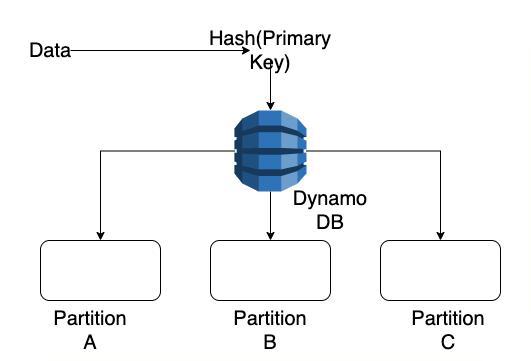 Data
Hash(Primary
Key)
Dynamo
DB
Partition
A
Partition
B
Partition
C